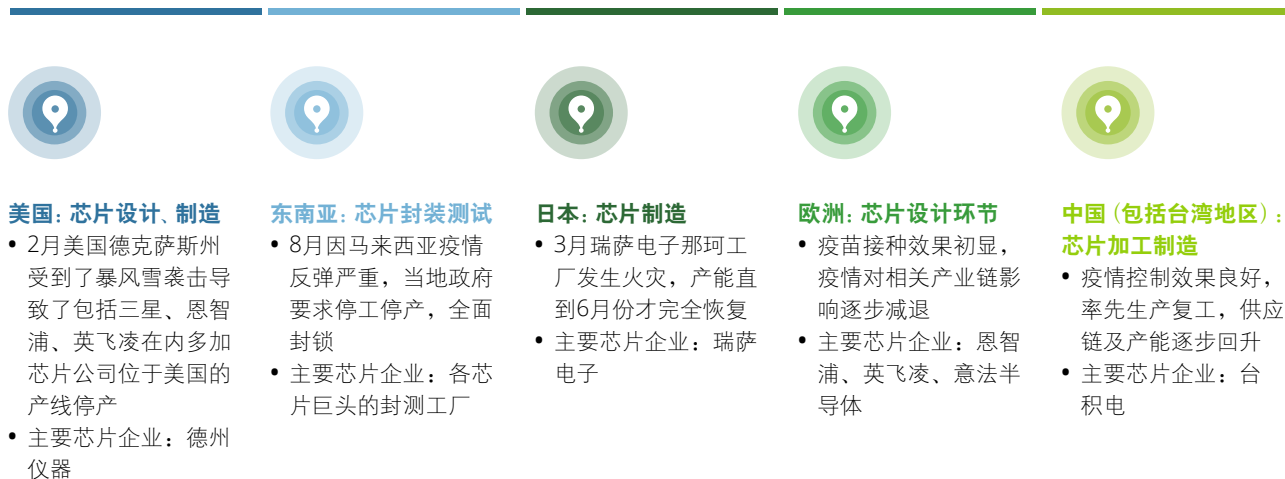 美国：芯片设计、制造
• 2月美国德克萨斯州
受到了暴风雪袭击导
致了包括三星、恩智
浦、英飞凌在内多加
芯片公司位于美国的
产线停产
• 主要芯片企业：德州
仪器
东南亚：芯片封装测试
• 8月因马来西亚疫情
反弹严重，当地政府
要求停工停产，全面
封锁
• 主要芯片企业：各芯
片巨头的封测工厂
日本：芯片制造
• 3月瑞萨电子那珂工
厂发生火灾，产能直
到6月份才完全恢复
• 主要芯片企业：瑞萨
电子
欧洲：芯片设计环节
• 疫苗接种效果初显，
疫情对相关产业链影
响逐步减退
• 主要芯片企业：恩智
浦、英飞凌、意法半
导体
中国（包括台湾地区）：
芯片加工制造
• 疫情控制效果良好，
率先生产复工，供应
链及产能逐步回升
• 主要芯片企业：台
积电